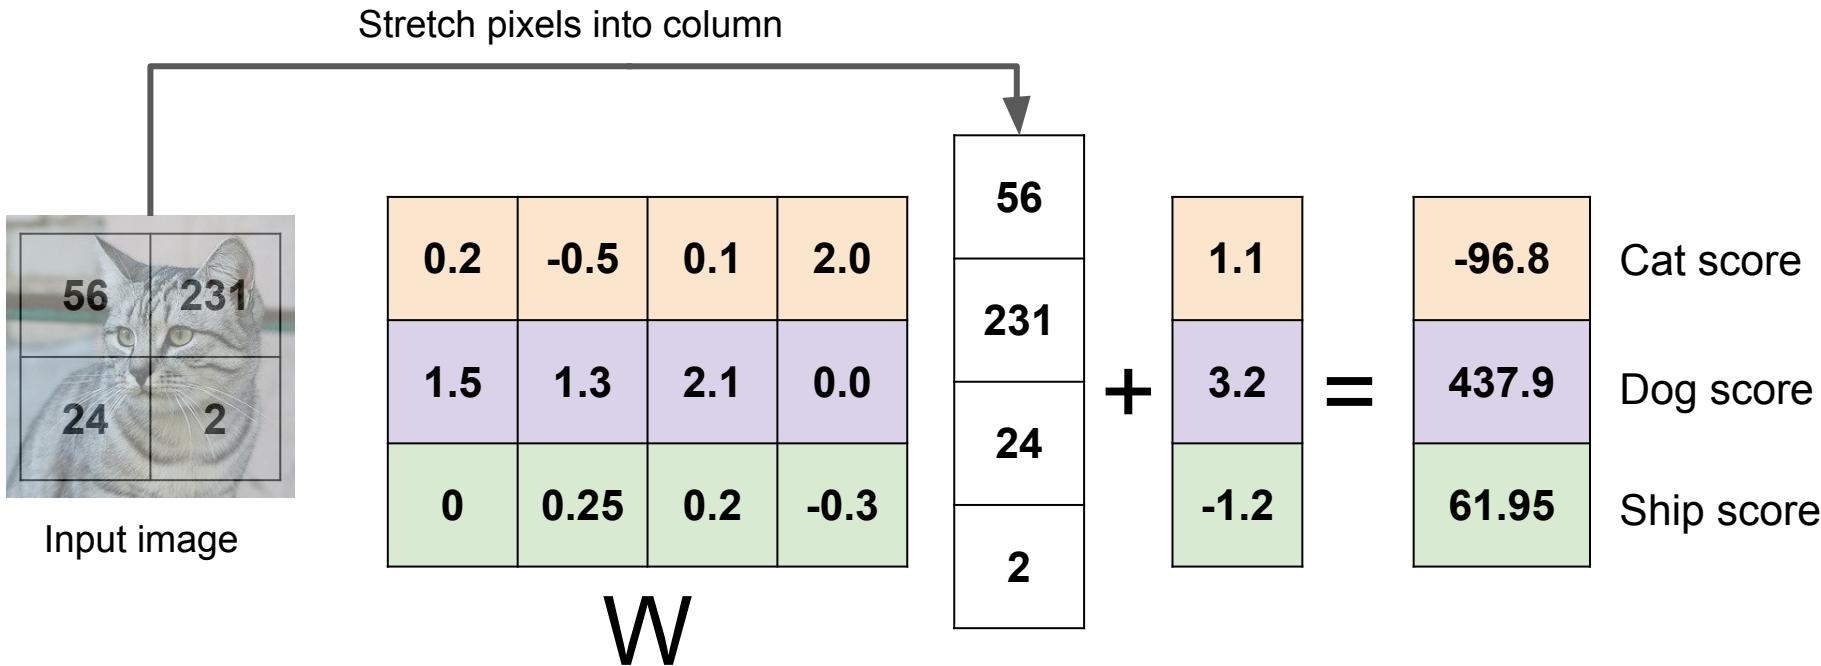 Stretch pixels into column
56 231
24 2
Input image
0.2 -0.5 0.1 2.0
1.5 1.3 2.1 0.0
0 0.25 0.2 -0.3
W
56
231
24
2
+
1.1
3.2
-1.2
=
-96.8 Cat score
437.9 Dog score
61.95 Ship score